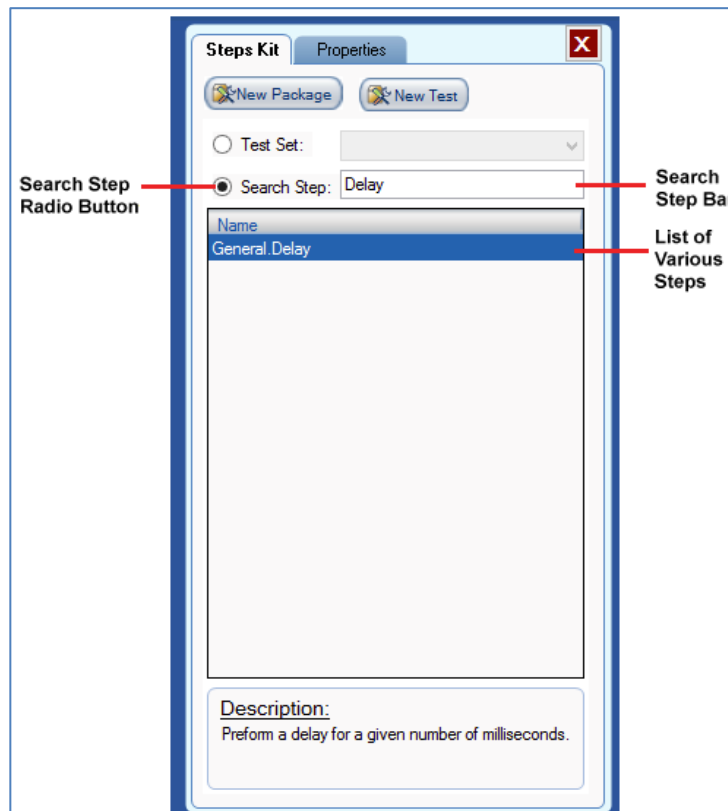 Steps Kit Properties X
New Package New Test
Test Set:
Search Step: Delay
Search Step
Radio Button
Search
Step Ba
Name
General.Delay
List of
Various
Steps
Description:
Preform a delay for a given number of milliseconds.